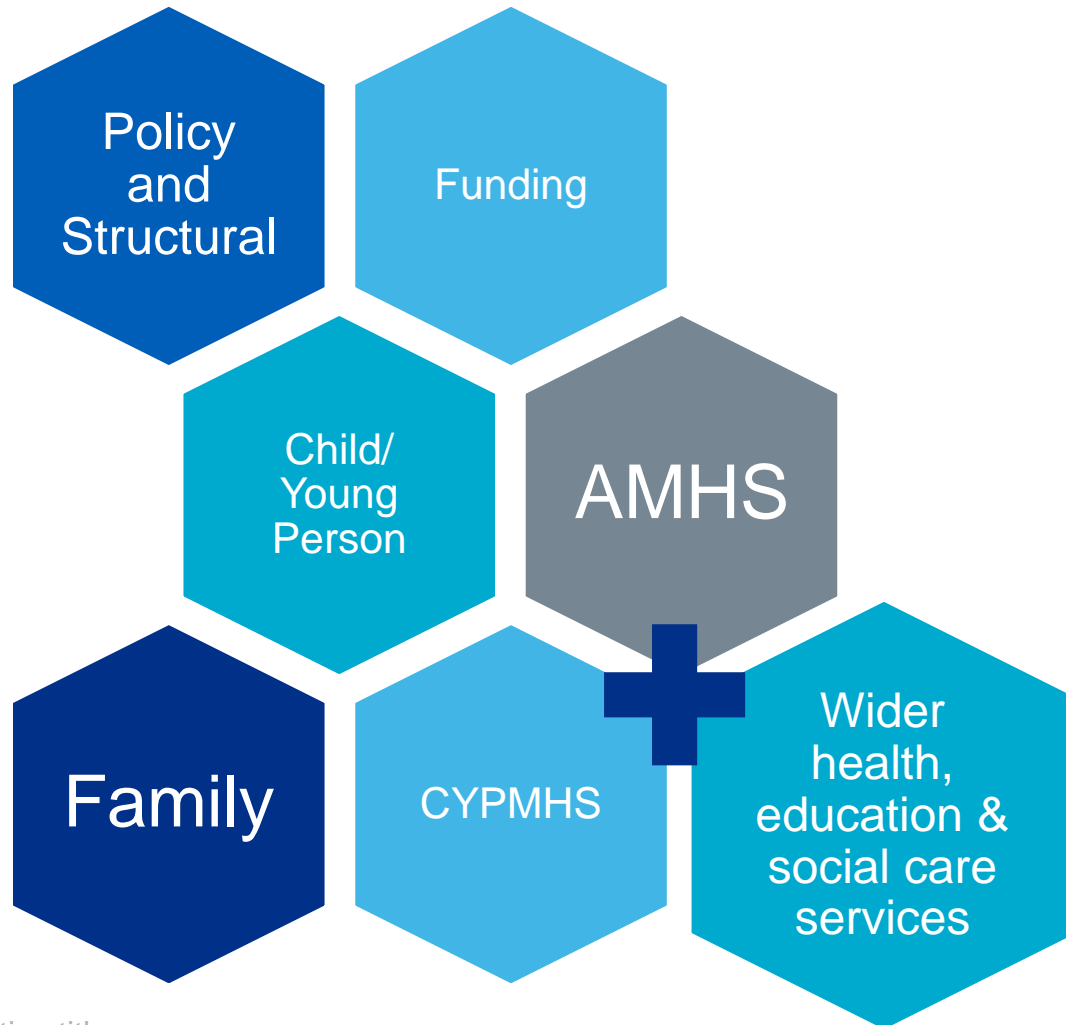 Policy
and
Structural
Funding
Child/
Young
Person
AMHS
Family
CYPMHS
Wider
health,
education &
social care
services